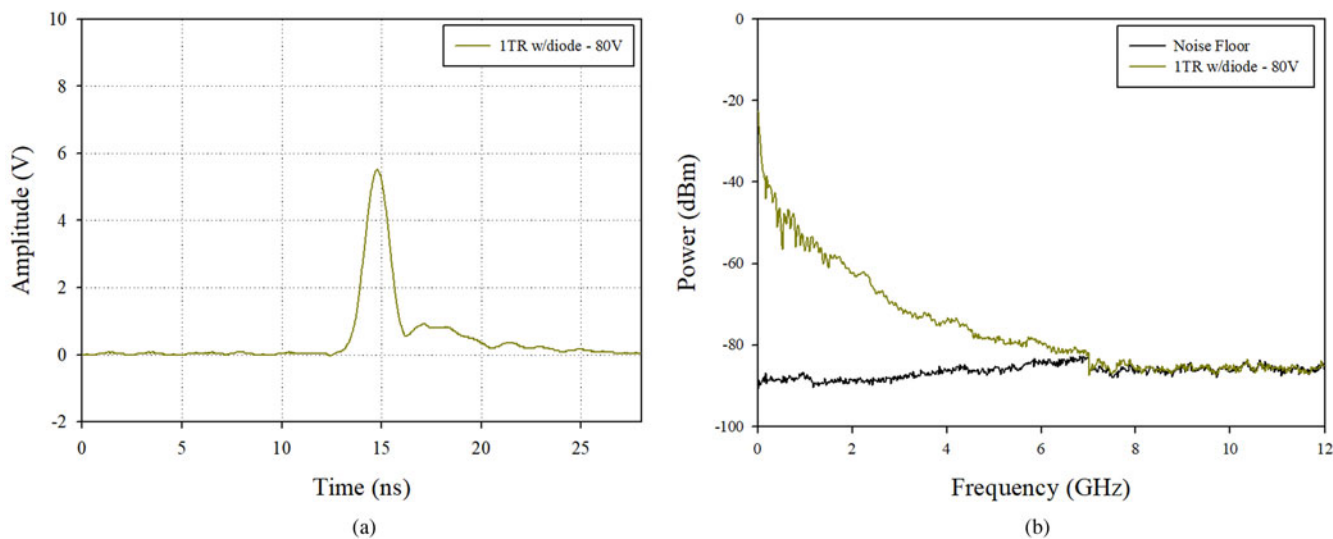 10
8
6
4
2
0
-2
Amplitude (V)
0
5
10
15
20
25
Time (ns)
1TR w/diode - 80V
(a)
0
-20
-40
-60
-80
-100
Power (dBm)
0
2
4
6
8
10
12
Frequency (GHz)
Noise Floor
1TR w/diode - 80V
(b)